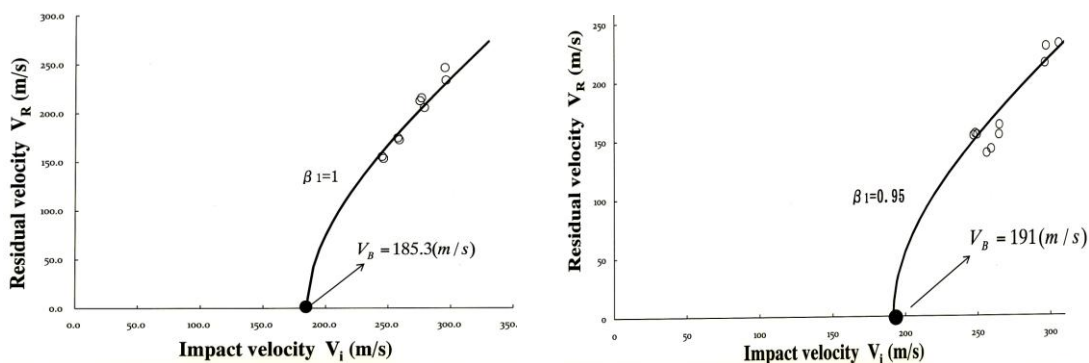 300.0
250.0
200.0
150.0
100.0
50.0
0.0
Residual velocity V_R (m/s)
β1=1
V_B = 185.3(m/s)
0.0 50.0 100.0 150.0 200.0 250.0 300.0 350.
Impact velocity V_i (m/s)
250
200
150
100
50
0
Residual velocity V_R (m/s)
β1=0.95
V_B = 191(m/s)
0 50 100 150 200 250 300
Impact velocity V_i (m/s)